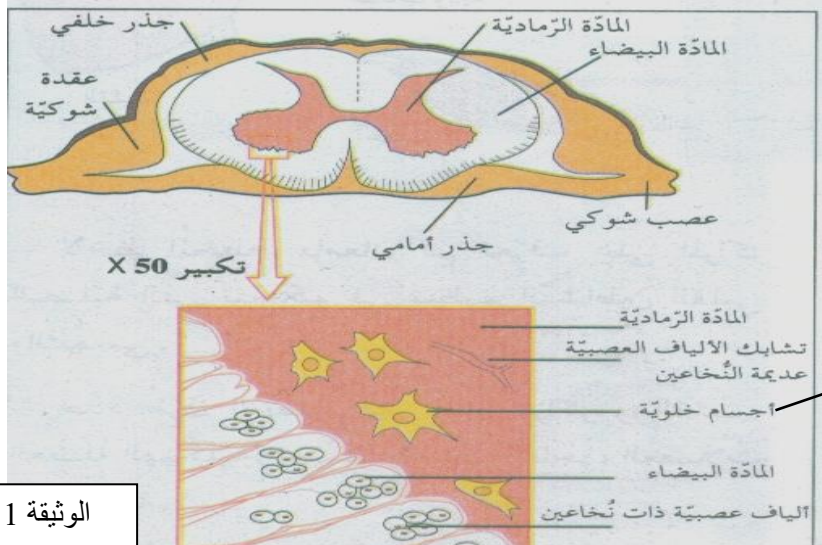 جذر خلفي
المادّة الرّماديّة
المادّة البيضاء
عقدة
شوكيّة
عصب شوكي
جذر أمامي
تكبير 50 X
المادّة الرّماديّة
تشابك الألياف العصبيّة
عديمة النُّخاعين
أجسام خلويّة
المادّة البيضاء
ألياف عصبيّة ذات نُخاعين
الوثيقة 1